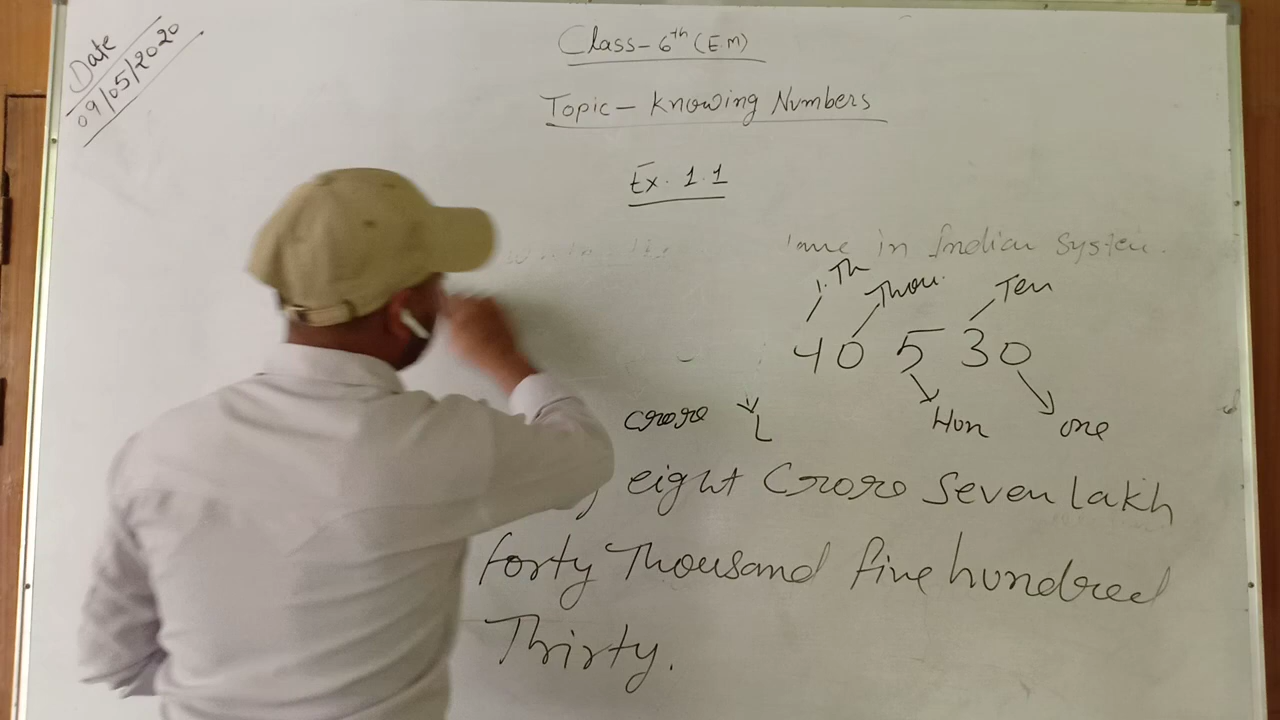 Date
09/05/2020
Class-6th (E.M)
Topic - Knowing Numbers
Ex. 1.1
in Indian System.
T.Th Thou. Ten
40 5 30
crore L Hun one
eight Crore Seven lakh
forty Thousand five hundred
Thirty.